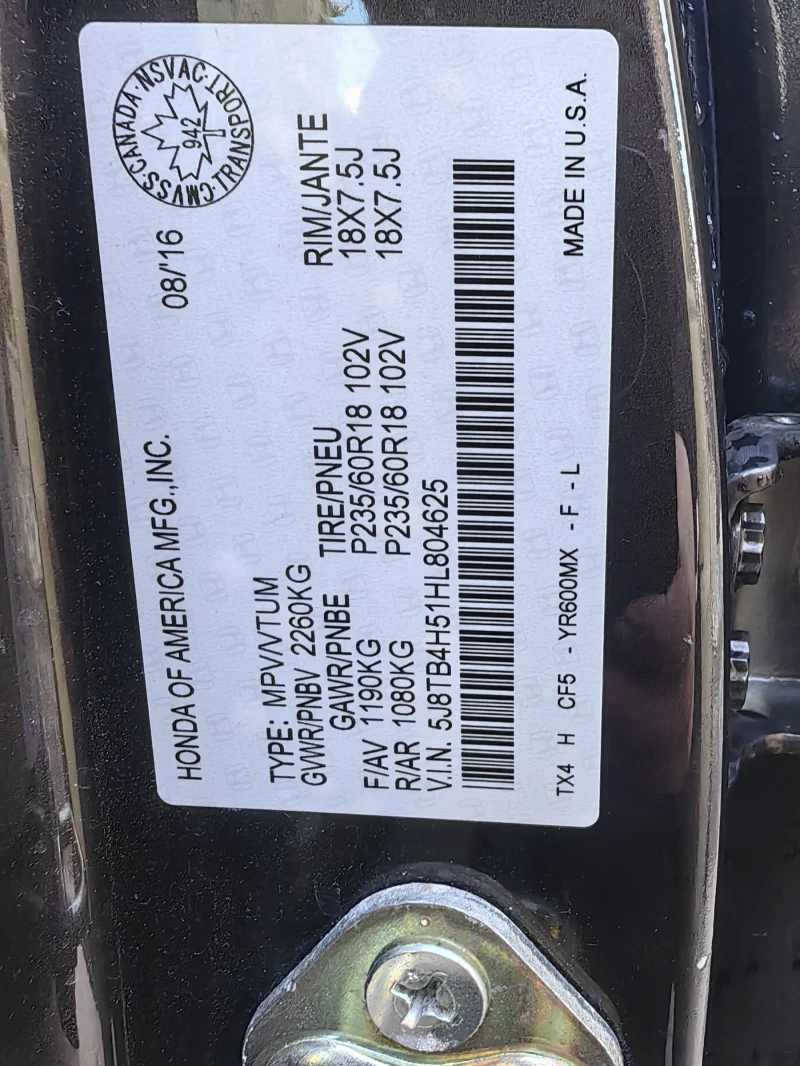 HONDA OF AMERICA MFG.,INC. 08/'16
CMVSS·CANADA·NSVAC·TRANSPORT·
942
TYPE: MPV/VTUM
GVWR/PNBV 2260KG
GAWR/PNBE TIRE/PNEU RIM/JANTE
F/AV 1190KG P235/60R18 102V 18X7.5J
R/AR 1080KG P235/60R18 102V 18X7.5J
V.I.N. 5J8TB4H51HL804625
TX4 H CF5 - YR600MX - F - L MADE IN U.S.A.